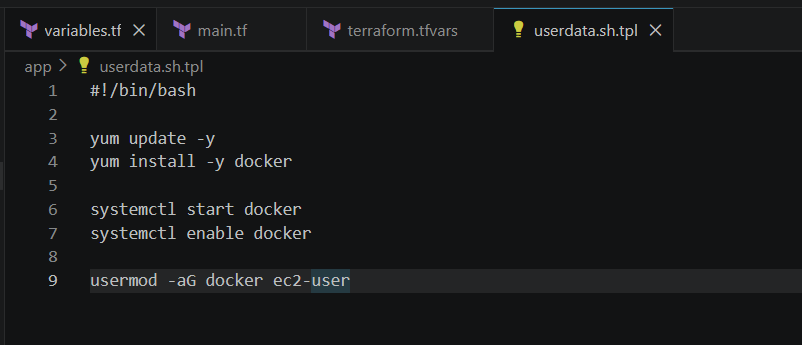 variables.tf
main.tf
terraform.tfvars
userdata.sh.tpl
app > userdata.sh.tpl
1 #!/bin/bash
2
3 yum update -y
4 yum install -y docker
5
6 systemctl start docker
7 systemctl enable docker
8
9 usermod -aG docker ec2-user